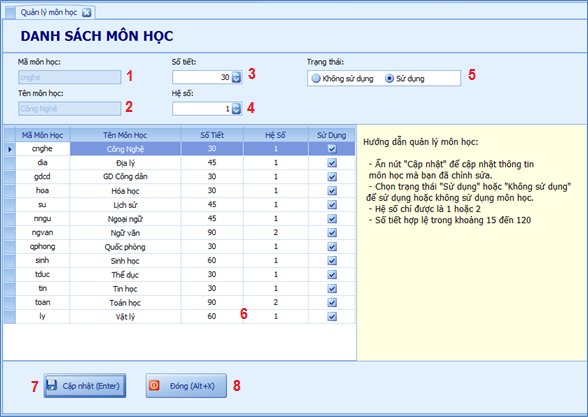 Quản lý môn học
DANH SÁCH MÔN HỌC
Mã môn học: Số tiết: Trạng thái:
cnghe 1 30 3 Không sử dụng Sử dụng 5
Tên môn học: Hệ số:
Công Nghệ 2 1 4
Mã Môn Học Tên Môn Học Số Tiết Hệ Số Sử Dụng
cnghe Công Nghệ 30 1
dia Địa lý 45 1
gdcd GD Công dân 30 1
hoa Hóa học 30 1
su Lịch sử 45 1
nngu Ngoại ngữ 45 1
ngvan Ngữ văn 90 2
qphong Quốc phòng 30 1
sinh Sinh học 60 1
tduc Thể dục 30 1
tin Tin học 30 1
toan Toán học 90 2
ly Vật lý 60 6 1
Hướng dẫn quản lý môn học:
- Ấn nút "Cập nhật" để cập nhật thông tin
môn học mà bạn đã chỉnh sửa.
- Chọn trạng thái "Sử dụng" hoặc "Không sử dụng"
để sử dụng hoặc không sử dụng môn học.
- Hệ số chỉ được là 1 hoặc 2
- Số tiết hợp lệ trong khoảng 15 đến 120
7 Cập nhật (Enter) Đóng (Alt+X) 8